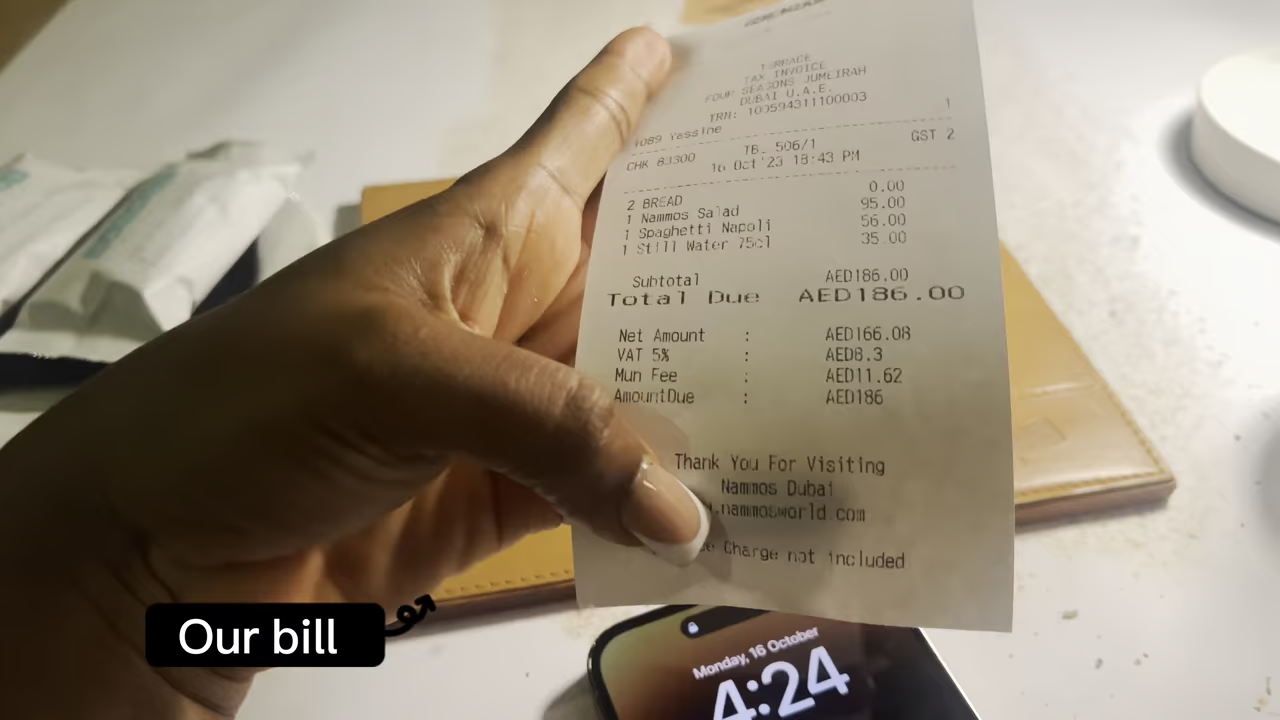 TERRACE
TAX INVOICE
FOUR SEASONS JUMEIRAH
DUBAI U.A.E.
TRN: 100594311100003
4089 Yassine 1
CHK 83300 TB. 506/1 GST 2
16 Oct'23 18:43 PM
2 BREAD 0.00
1 Nammos Salad 95.00
1 Spaghetti Napoli 56.00
1 Still Water 75cl 35.00
Subtotal AED186.00
Total Due AED186.00
Net Amount : AED166.08
VAT 5% : AED8.3
Mun Fee : AED11.62
AmountDue : AED186
Thank You For Visiting
Nammos Dubai
.nammosworld.com
Charge not included
Our bill
Monday, 16 October
4:24